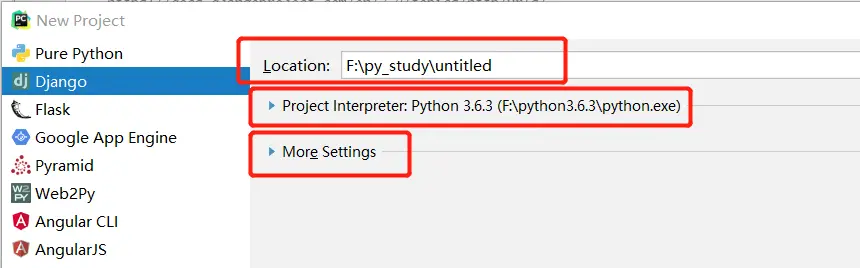 New Project
Pure Python
Django
Flask
Google App Engine
Pyramid
Web2Py
Angular CLI
AngularJS
Location: F:\py_study\untitled
Project Interpreter: Python 3.6.3 (F:\python3.6.3\python.exe)
More Settings